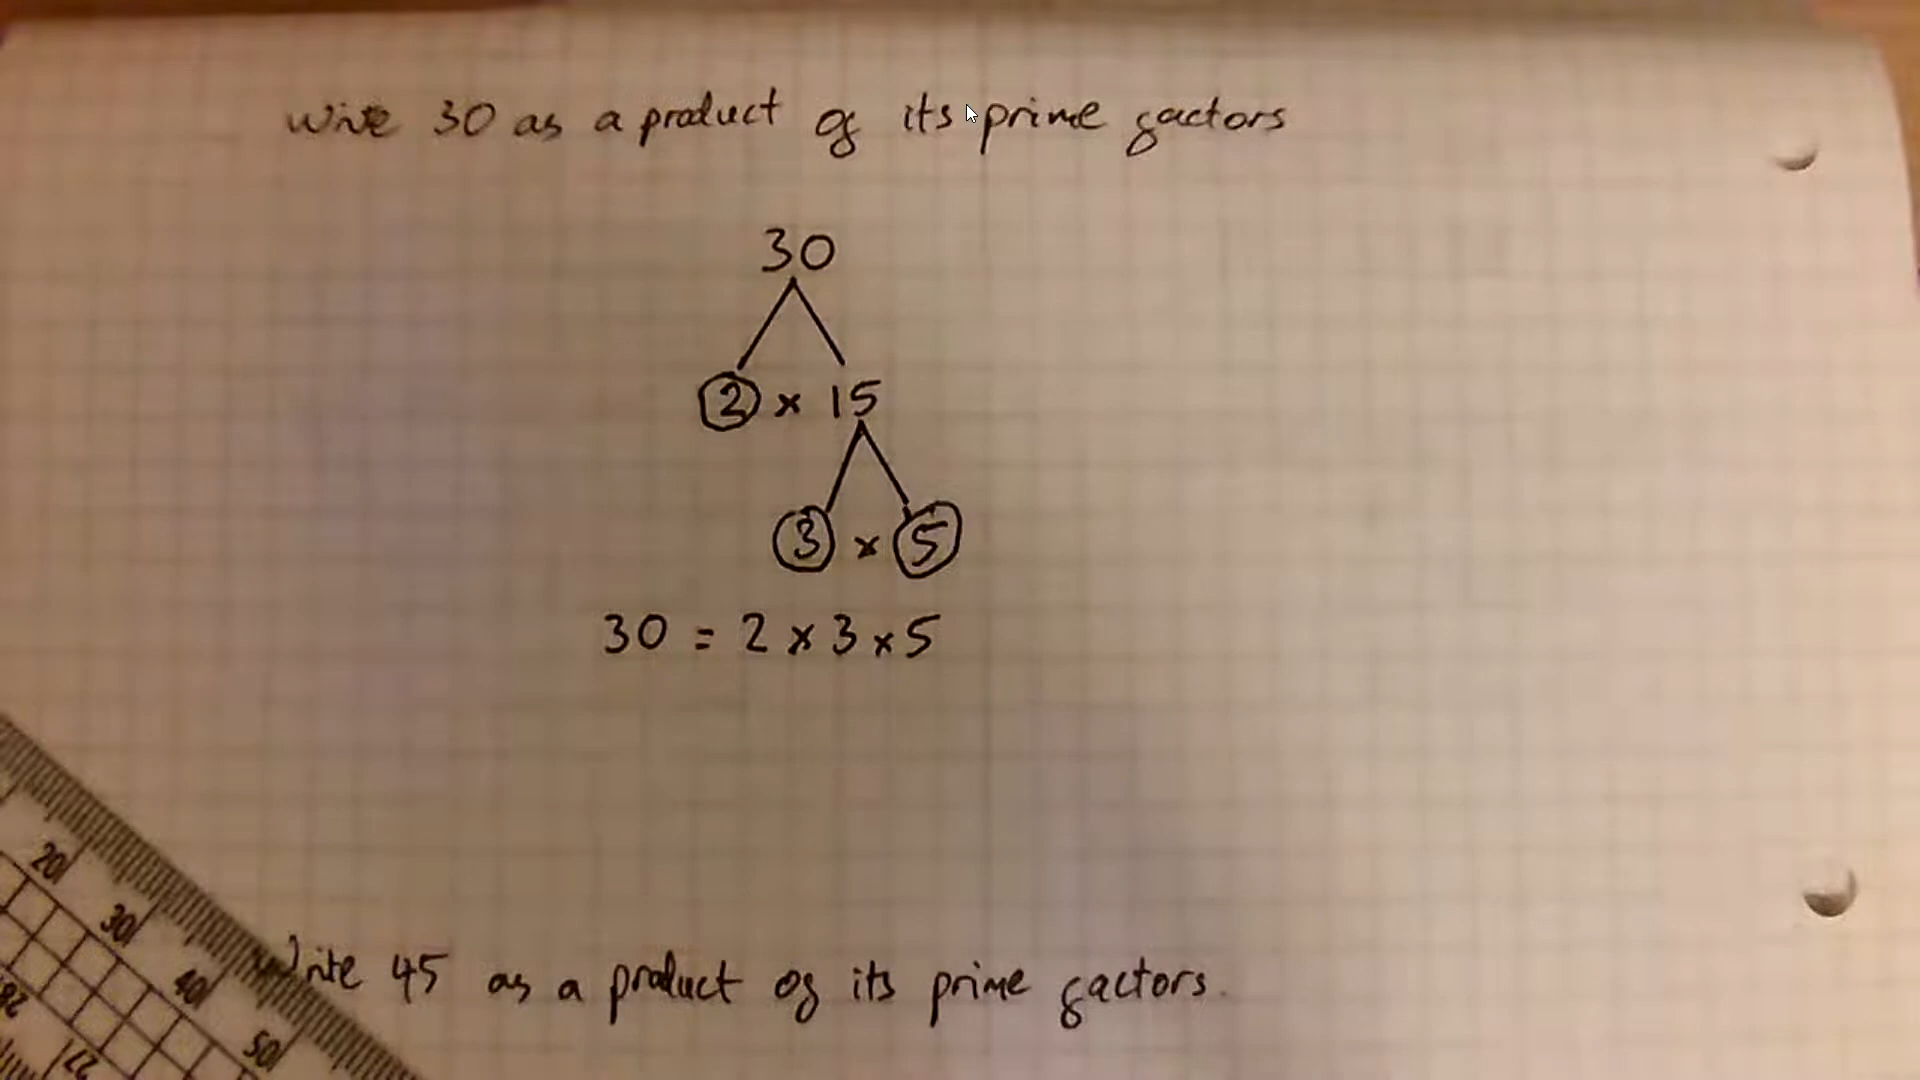 Write 30 as a product of its prime factors
30
2 x 15
3 x 5
30 = 2 x 3 x 5
Write 45 as a product of its prime factors.
20
30
40
50